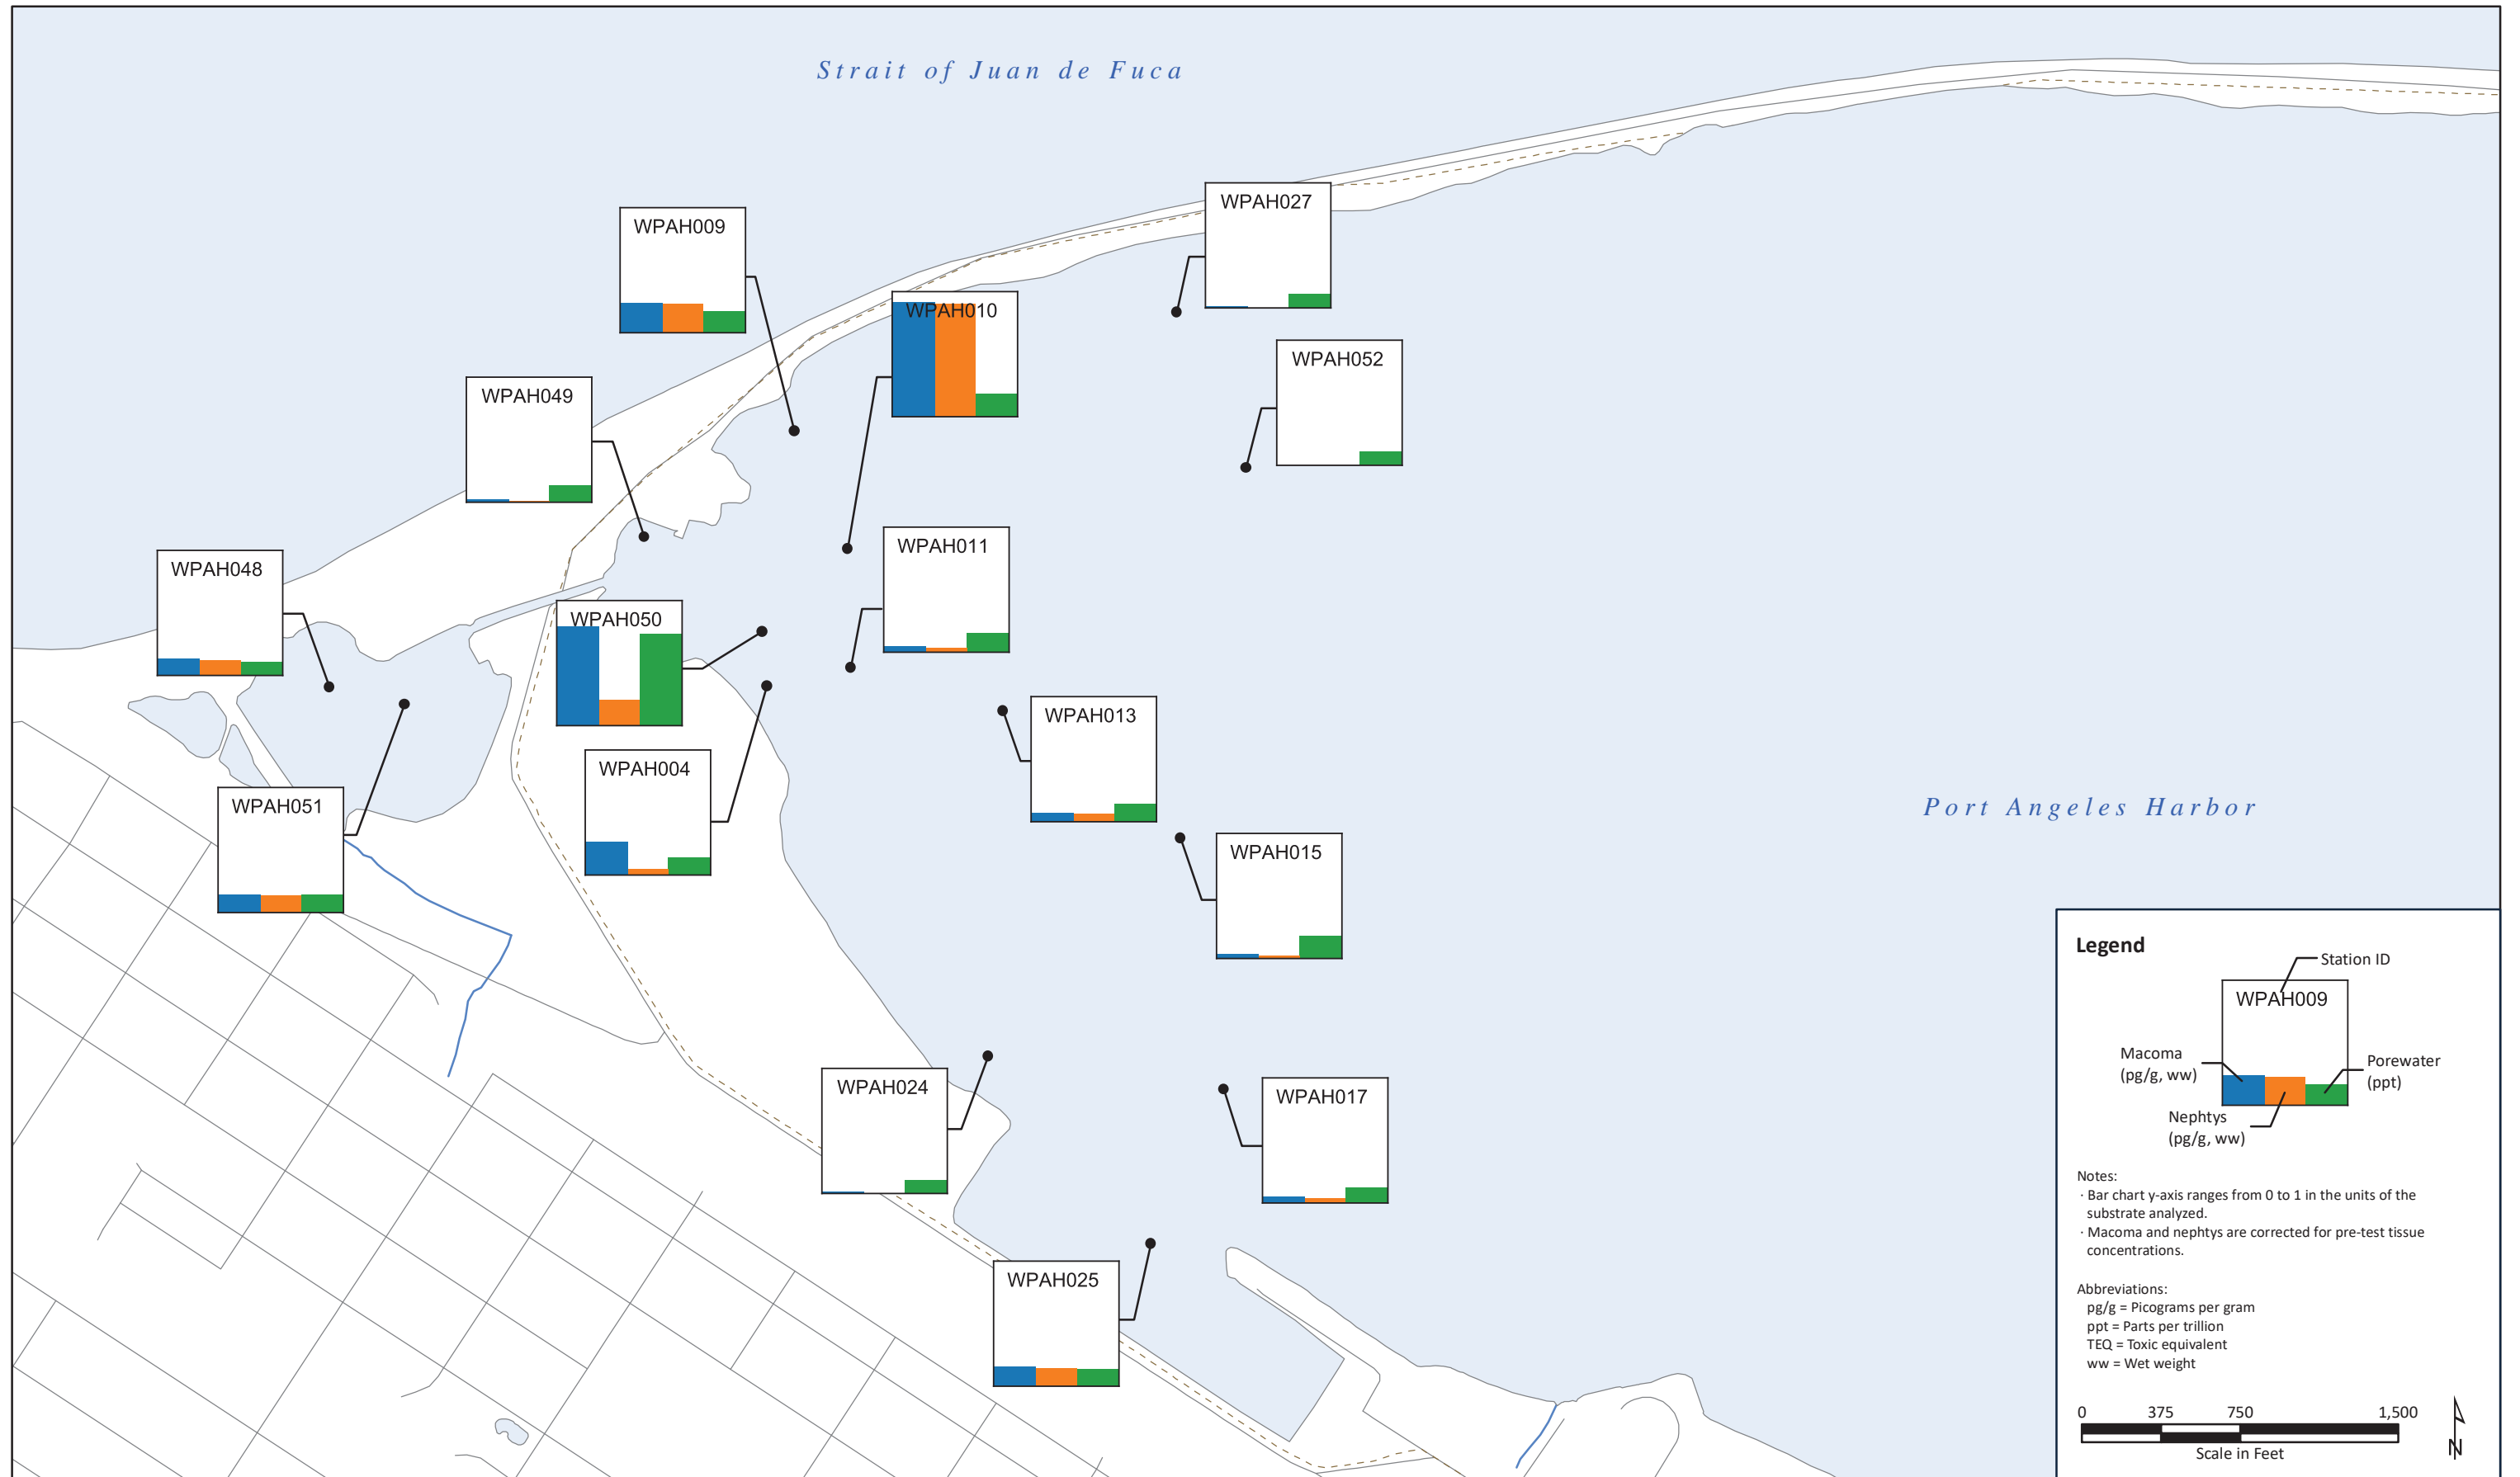 Strait of Juan de Fuca
WPAH027
WPAH009
WPAH010
WPAH052
WPAH049
WPAH011
WPAH048
WPAH050
WPAH013
WPAH004
WPAH051
Port Angeles Harbor
WPAH015
WPAH024
WPAH017
WPAH025
Legend
Station ID
WPAH009
Macoma
(pg/g, ww)
Porewater
(ppt)
Nephtys
(pg/g, ww)
Notes:
· Bar chart y-axis ranges from 0 to 1 in the units of the
substrate analyzed.
· Macoma and nephtys are corrected for pre-test tissue
concentrations.
Abbreviations:
pg/g = Picograms per gram
ppt = Parts per trillion
TEQ = Toxic equivalent
ww = Wet weight
0 375 750 1,500
Scale in Feet
N